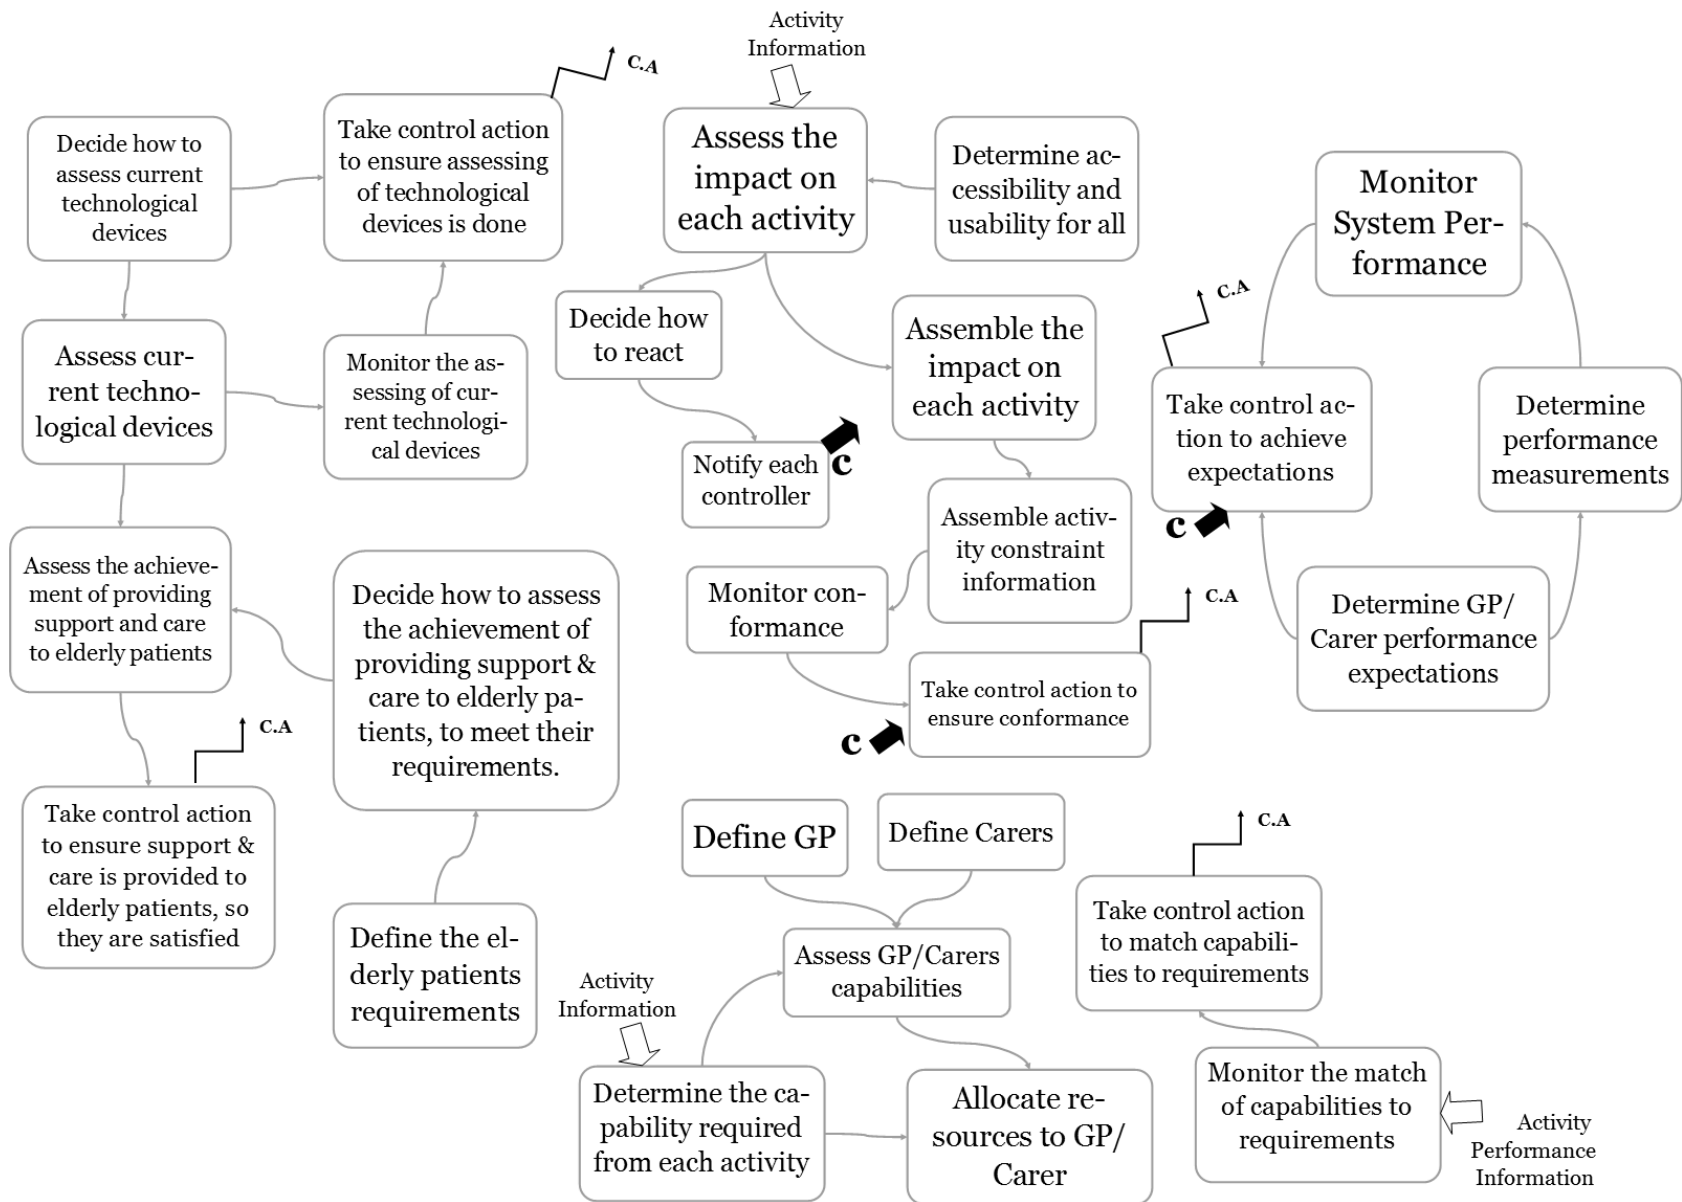 Activity
Information
C.A
Decide how to
assess current
technological
devices
Take control action
to ensure assessing
of technological
devices is done
Assess the
impact on
each activity
Determine ac-
cessibility and
usability for all
Monitor
System Per-
formance
Assess cur-
rent techno-
logical devices
Monitor the as-
sessing of cur-
rent technologi-
cal devices
Decide how
to react
Assemble the
impact on
each activity
C.A
Take control ac-
tion to achieve
expectations
c
Determine
performance
measurements
Notify each
controller
c
Assemble activ-
ity constraint
information
Assess the achieve-
ment of providing
support and care
to elderly patients
Decide how to assess
the achievement of
providing support &
care to elderly pa-
tients, to meet their
requirements.
Monitor con-
formance
C.A
Determine GP/
Carer performance
expectations
Take control action to
ensure conformance
c
C.A
Take control action
to ensure support &
care is provided to
elderly patients, so
they are satisfied
Define the el-
derly patients
requirements
Define GP
Define Carers
C.A
Assess GP/Carers
capabilities
Take control action
to match capabili-
ties to requirements
Activity
Information
Determine the ca-
pability required
from each activity
Allocate re-
sources to GP/
Carer
Monitor the match
of capabilities to
requirements
Activity
Performance
Information